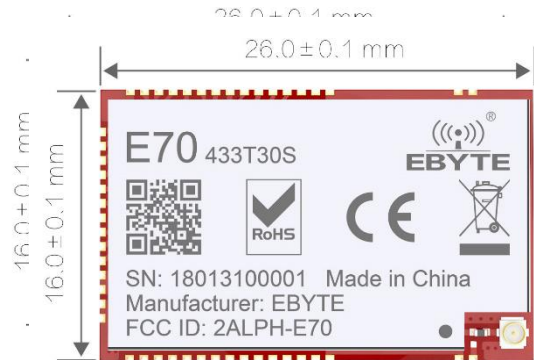 26.0±0.1 mm
26.0±0.1 mm
16.0±0.1 mm
16.0±0.1 mm
E70 433T30S
®
EBYTE
RoHS
CE
SN: 18013100001 Made in China
Manufacturer: EBYTE
FCC ID: 2ALPH-E70